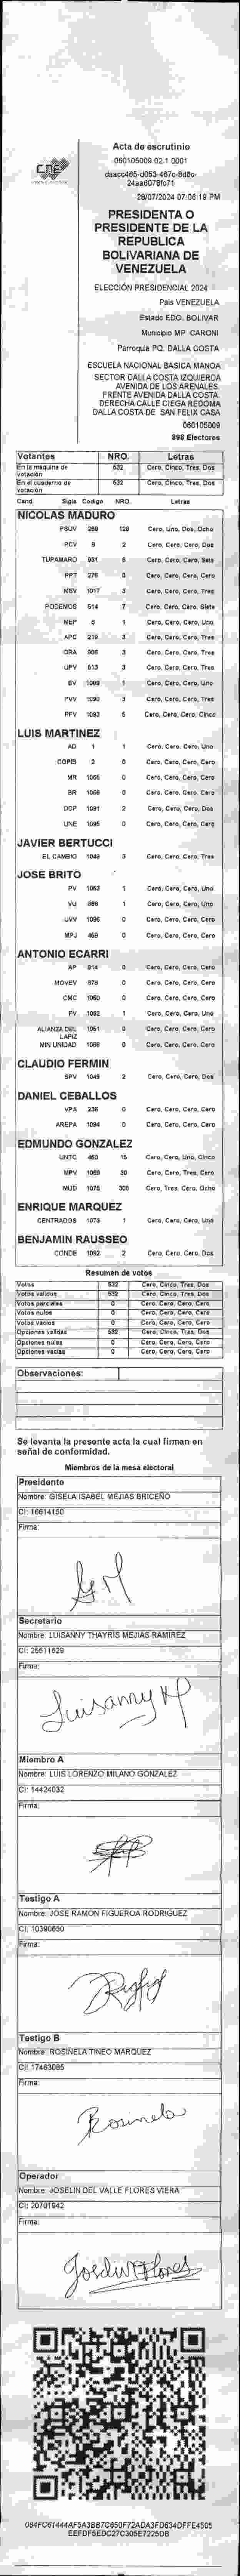 Acta de escrutinio
CNE
080105009.02.1.0001
28/07/2024 07:06:19 PM
PRESIDENTA O
PRESIDENTE DE LA
REPUBLICA
BOLIVARIANA DE
VENEZUELA
ELECCIÓN PRESIDENCIAL 2024
País VENEZUELA
Estado EDO. BOLIVAR
Municipio MP. CARONI
Parroquia PQ. DALLA COSTA
ESCUELA NACIONAL BASICA MANOA
SECTOR DALLA COSTA IZQUIERDA
AVENIDA DE LOS ARENALES.
FRENTE AVENIDA DALLA COSTA.
DERECHA CALLE CIEGA REDOMA
DALLA COSTA DE SAN FELIX CASA
060105009
898 Electores
Votantes NRO. Letras
En la máquina de votación 532 Cero, Cinco, Tres, Dos
En el cuaderno de votación 532 Cero, Cinco, Tres, Dos
Cand. Sigla Codigo NRO. Letras
NICOLAS MADURO
PSUV 269 128 Cero, Uno, Dos, Ocho
PCV 9 2 Cero, Cero, Cero, Dos
TUPAMARO 931 6 Cero, Cero, Cero, Seis
PPT 276 0 Cero, Cero, Cero, Cero
MSV 1017 3 Cero, Cero, Cero, Tres
PODEMOS 514 7 Cero, Cero, Cero, Siete
MEP 6 1 Cero, Cero, Cero, Uno
APC 219 3 Cero, Cero, Cero, Tres
ORA 906 3 Cero, Cero, Cero, Tres
UPV 613 3 Cero, Cero, Cero, Tres
EV 1089 1 Cero, Cero, Cero, Uno
PVV 1090 3 Cero, Cero, Cero, Tres
PFV 1093 5 Cero, Cero, Cero, Cinco
LUIS MARTINEZ
AD 1 1 Cero, Cero, Cero, Uno
COPEI 2 0 Cero, Cero, Cero, Cero
MR 1065 0 Cero, Cero, Cero, Cero
BR 1066 0 Cero, Cero, Cero, Cero
DDP 1091 2 Cero, Cero, Cero, Dos
UNE 1095 0 Cero, Cero, Cero, Cero
JAVIER BERTUCCI
EL CAMBIO 1046 3 Cero, Cero, Cero, Tres
JOSE BRITO
PV 1053 1 Cero, Cero, Cero, Uno
VU 868 1 Cero, Cero, Cero, Uno
UVV 1096 0 Cero, Cero, Cero, Cero
MPJ 468 0 Cero, Cero, Cero, Cero
ANTONIO ECARRI
AP 914 0 Cero, Cero, Cero, Cero
MOVEV 878 0 Cero, Cero, Cero, Cero
CMC 1050 0 Cero, Cero, Cero, Cero
FV 1052 1 Cero, Cero, Cero, Uno
ALIANZA DEL LAPIZ 1051 0 Cero, Cero, Cero, Cero
MIN UNIDAD 1069 0 Cero, Cero, Cero, Cero
CLAUDIO FERMIN
SPV 1049 2 Cero, Cero, Cero, Dos
DANIEL CEBALLOS
VPA 236 0 Cero, Cero, Cero, Cero
AREPA 1094 0 Cero, Cero, Cero, Cero
EDMUNDO GONZALEZ
UNTC 460 15 Cero, Cero, Uno, Cinco
MPV 1068 30 Cero, Cero, Tres, Cero
MUD 1075 308 Cero, Tres, Cero, Ocho
ENRIQUE MARQUEZ
CENTRADOS 1073 1 Cero, Cero, Cero, Uno
BENJAMIN RAUSSEO
CONDE 1092 2 Cero, Cero, Cero, Dos
Resumen de votos
Votos 532 Cero, Cinco, Tres, Dos
Votos validos 532 Cero, Cinco, Tres, Dos
Votos parciales 0 Cero, Cero, Cero, Cero
Votos nulos 0 Cero, Cero, Cero, Cero
Votos vacios 0 Cero, Cero, Cero, Cero
Opciones validas 532 Cero, Cinco, Tres, Dos
Opciones nulas 0 Cero, Cero, Cero, Cero
Opciones vacias 0 Cero, Cero, Cero, Cero
Observaciones:
Se levanta la presente acta la cual firman en
señal de conformidad.
Miembros de la mesa electoral
Presidente
Nombre: GISELA ISABEL MEJIAS BRICEÑO
CI: 16614150
Firma:
Secretario
Nombre: LUISANNY THAYRIS MEJIAS RAMIREZ
CI: 25511629
Firma:
Luisanny
Miembro A
Nombre: LUIS LORENZO MILANO GONZALEZ
CI: 14424032
Firma:
Testigo A
Nombre: JOSE RAMON FIGUEROA RODRIGUEZ
CI: 10390650
Firma:
Testigo B
Nombre: ROSINELA TINEO MARQUEZ
CI: 17463085
Firma:
Rosinela
Operador
Nombre: JOSELIN DEL VALLE FLORES VIERA
CI: 20701942
Firma:
Joselin Flores